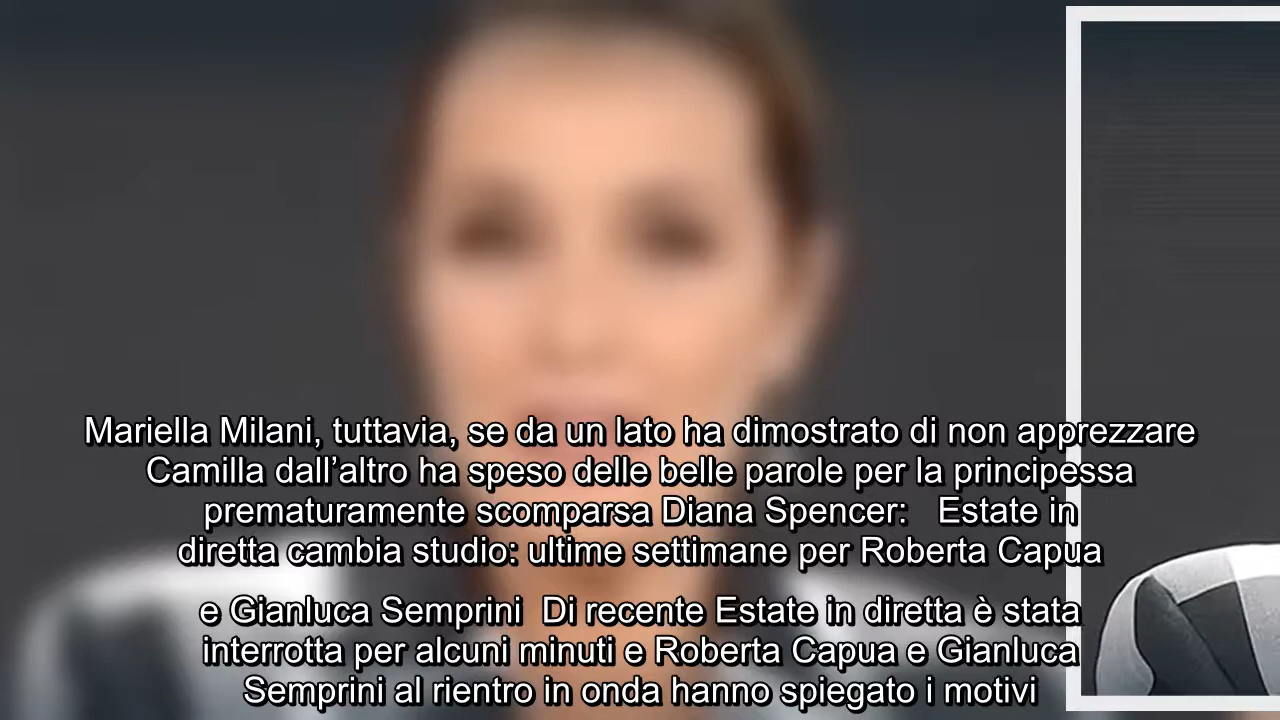 Mariella Milani, tuttavia, se da un lato ha dimostrato di non apprezzare
Camilla dall’altro ha speso delle belle parole per la principessa
prematuramente scomparsa Diana Spencer:   Estate in
diretta cambia studio: ultime settimane per Roberta Capua
e Gianluca Semprini  Di recente Estate in diretta è stata
interrotta per alcuni minuti e Roberta Capua e Gianluca
Semprini al rientro in onda hanno spiegato i motivi